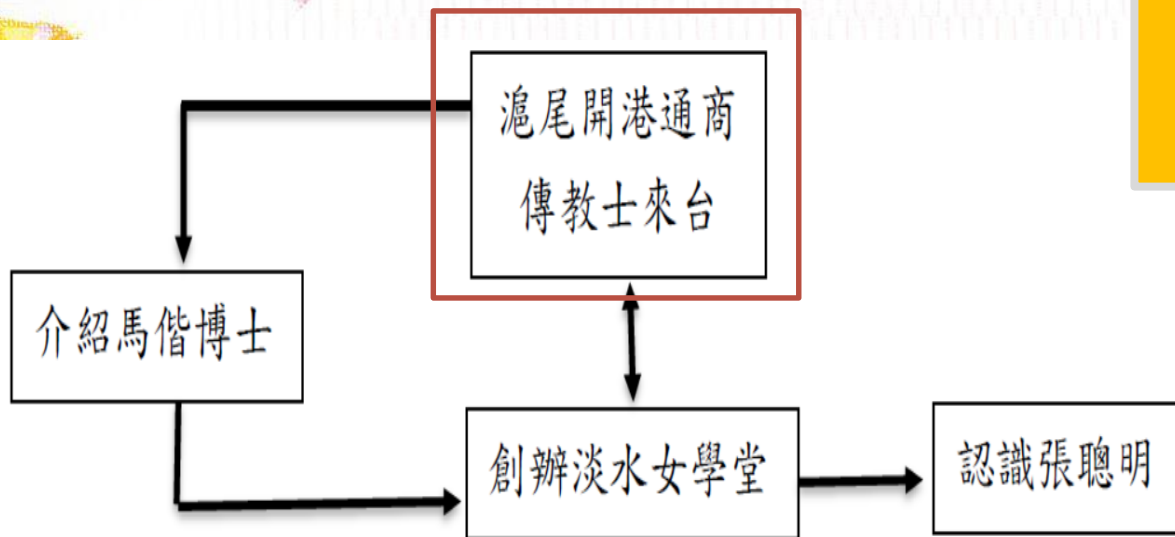 滬尾開港通商
傳教士來台
介紹馬偕博士
創辦淡水女學堂
認識張聰明